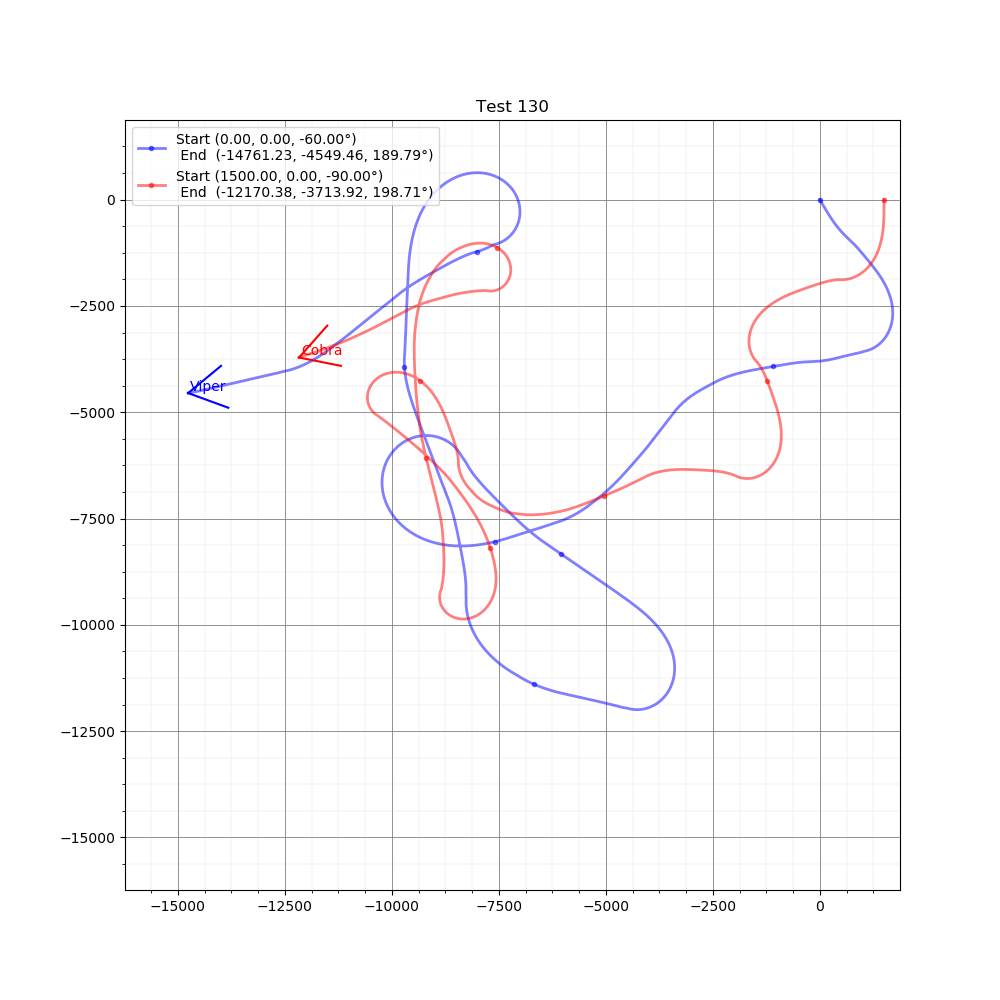 Test 130
Start (0.00, 0.00, -60.00°)
End  (-14761.23, -4549.46, 189.79°)
Start (1500.00, 0.00, -90.00°)
End  (-12170.38, -3713.92, 198.71°)
0
−2500
−5000
−7500
−10000
−12500
−15000
Cobra
Viper
−15000 −12500 −10000 −7500 −5000 −2500 0